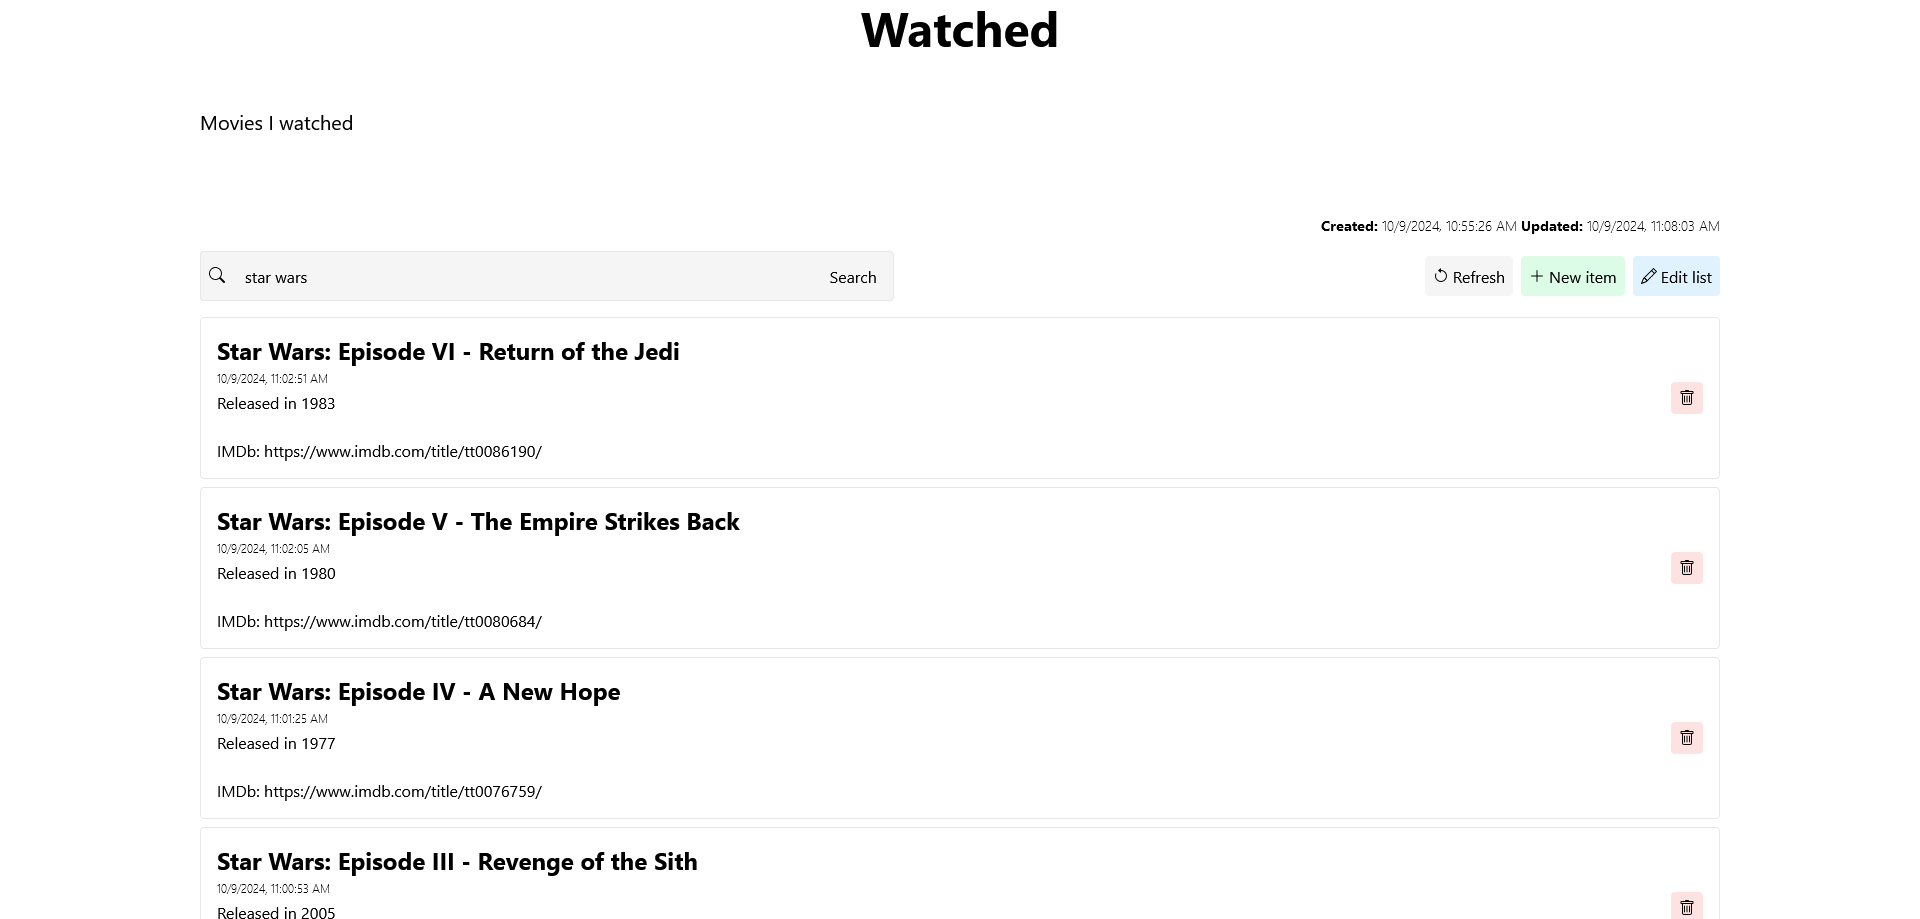 Watched
Movies I watched
Created: 10/9/2024, 10:55:26 AM Updated: 10/9/2024, 11:08:03 AM
star wars Search Refresh New item Edit list
Star Wars: Episode VI - Return of the Jedi
10/9/2024, 11:02:51 AM
Released in 1983
IMDb: https://www.imdb.com/title/tt0086190/
Star Wars: Episode V - The Empire Strikes Back
10/9/2024, 11:02:05 AM
Released in 1980
IMDb: https://www.imdb.com/title/tt0080684/
Star Wars: Episode IV - A New Hope
10/9/2024, 11:01:25 AM
Released in 1977
IMDb: https://www.imdb.com/title/tt0076759/
Star Wars: Episode III - Revenge of the Sith
10/9/2024, 11:00:53 AM
Released in 2005